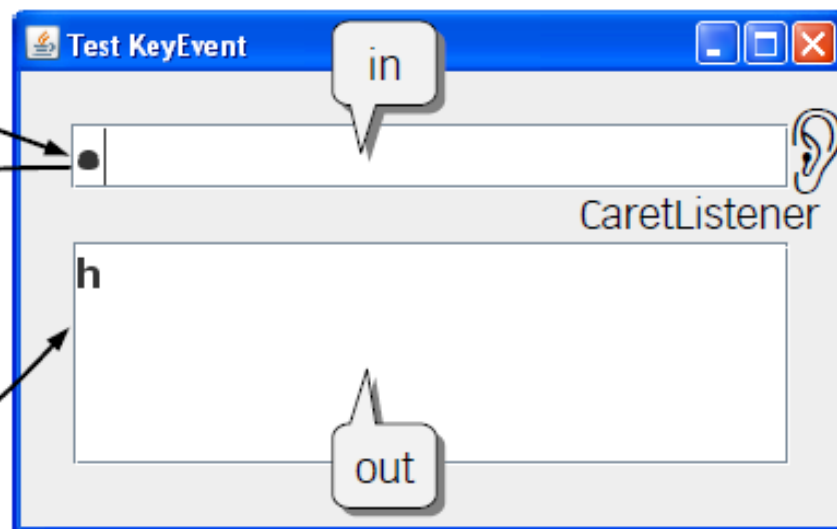 Test KeyEvent
in
●
CaretListener
h
out